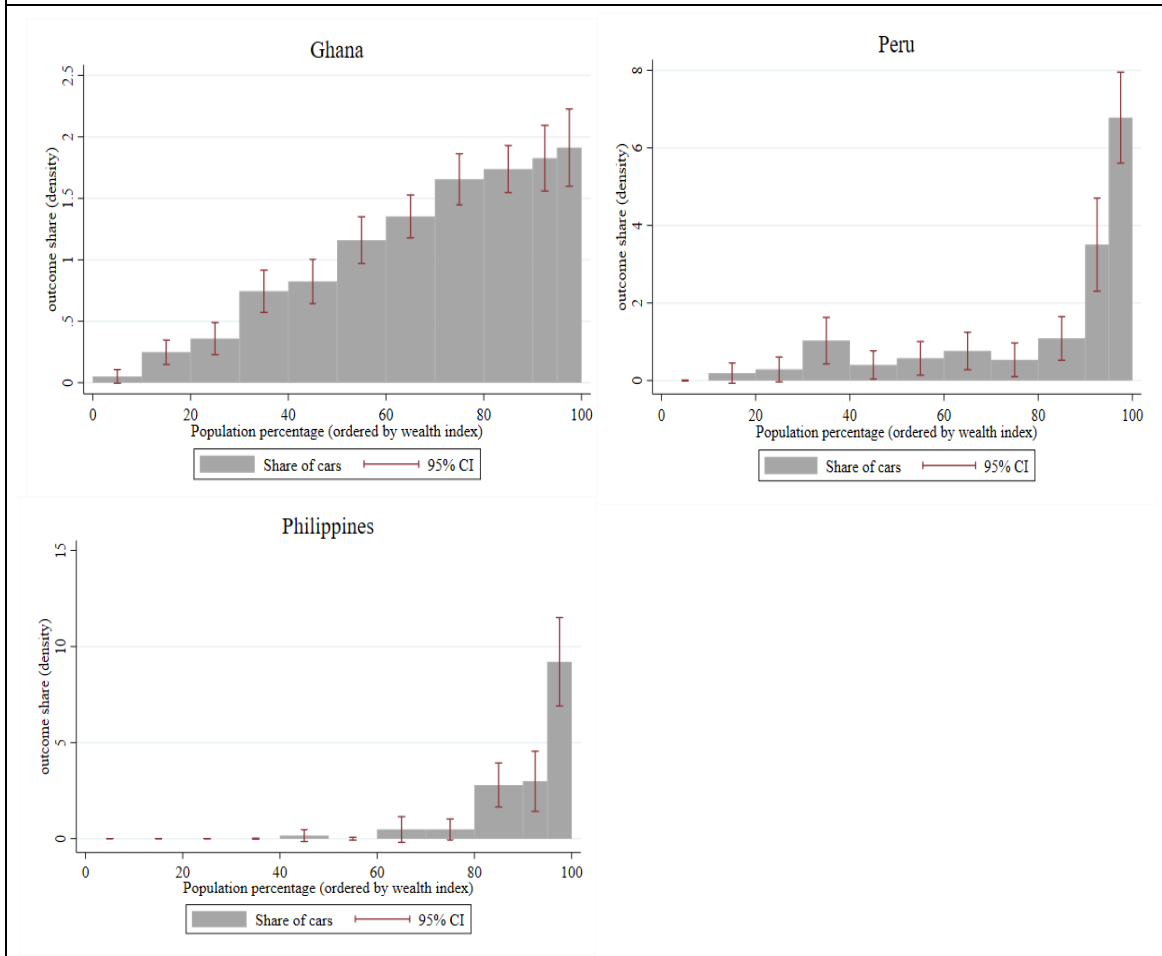 Ghana
outcome share (density)
0 .5 1 1.5 2 2.5
0 20 40 60 80 100
Population percentage (ordered by wealth index)
Share of cars 95% CI
Peru
outcome share (density)
0 2 4 6 8
0 20 40 60 80 100
Population percentage (ordered by wealth index)
Share of cars 95% CI
Philippines
outcome share (density)
0 5 10 15
0 20 40 60 80 100
Population percentage (ordered by wealth index)
Share of cars 95% CI